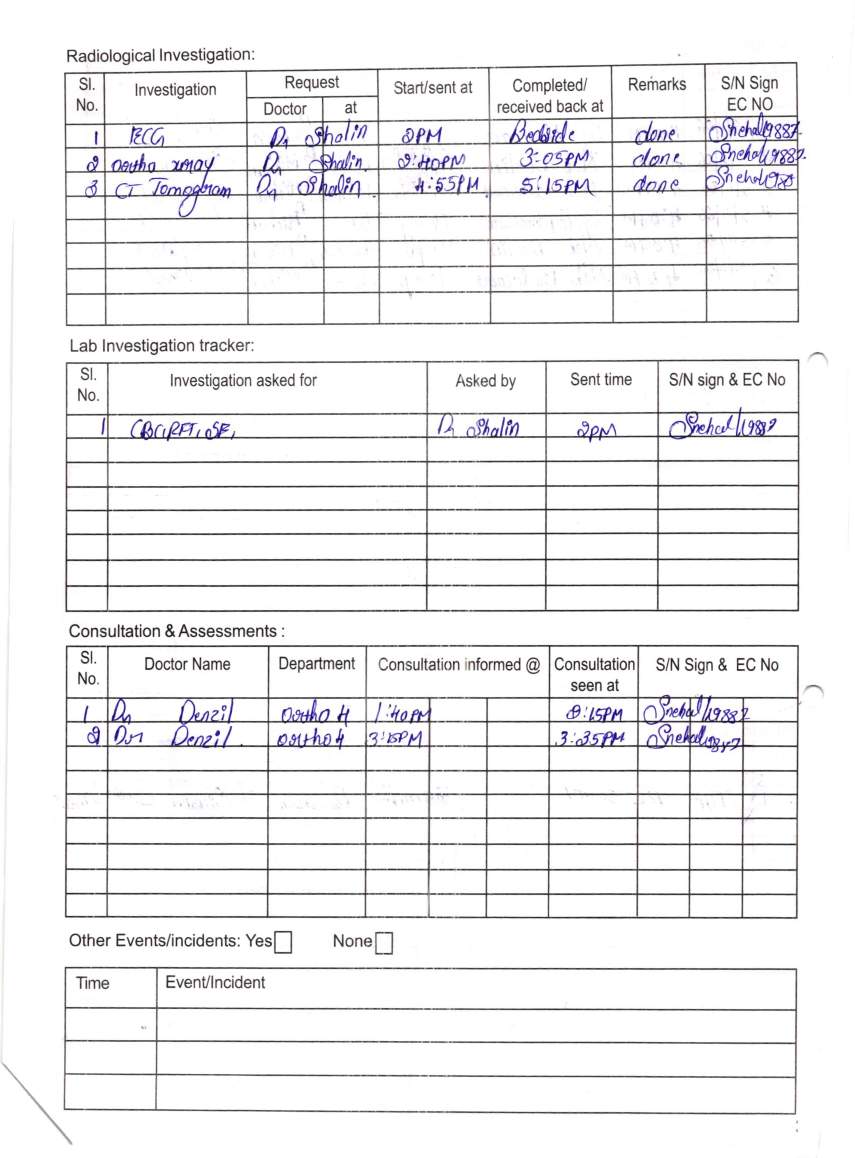 Radiological Investigation:
Sl. No. Investigation Request Doctor at Start/sent at Completed/ received back at Remarks S/N Sign EC NO
1 ECG Dr Shalin 2PM Bedside done Snehal/19887
2 ortho xray Dr Shalin 2:40PM 3:05PM done Snehal/19887
3 CT Tomogram Dr Shalin 4:55PM 5:15PM done Snehal
Lab Investigation tracker:
Sl. No. Investigation asked for Asked by Sent time S/N sign & EC No
1 CBC, RFT, SE, Dr Shalin 2PM Snehal/19887
Consultation & Assessments :
Sl. No. Doctor Name Department Consultation informed @ Consultation seen at S/N Sign & EC No
1 Dr Denzil ortho 4 1:40PM 2:15PM Snehal/19887
2 Dr Denzil ortho 4 3:15PM 3:35PM Snehal/19887
Other Events/incidents: Yes None
Time Event/Incident